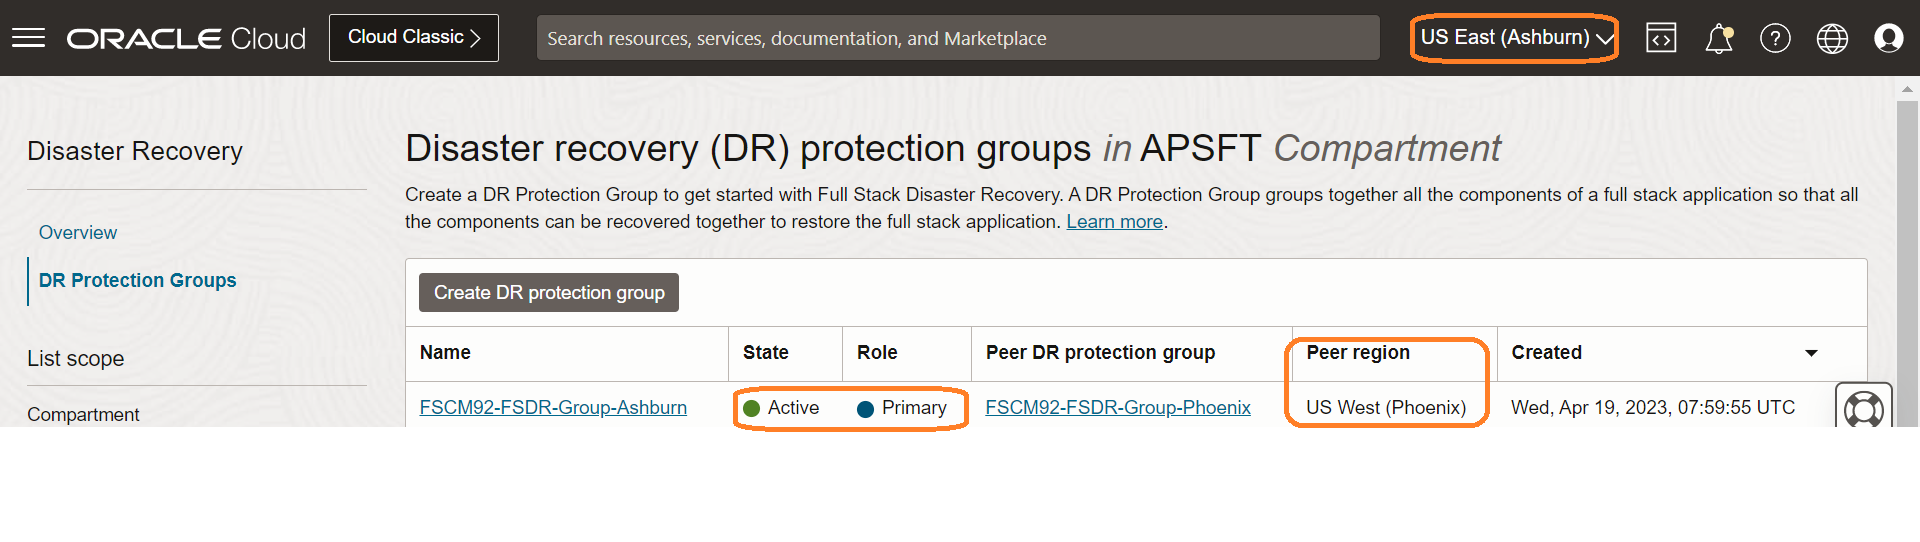 ORACLE Cloud
Cloud Classic
Search resources, services, documentation, and Marketplace
US East (Ashburn)
Disaster Recovery
Overview
DR Protection Groups
List scope
Compartment
Disaster recovery (DR) protection groups in APSFT Compartment
Create a DR Protection Group to get started with Full Stack Disaster Recovery. A DR Protection Group groups together all the components of a full stack application so that all
the components can be recovered together to restore the full stack application. Learn more.
Create DR protection group
Name State Role Peer DR protection group Peer region Created
FSCM92-FSDR-Group-Ashburn Active Primary FSCM92-FSDR-Group-Phoenix US West (Phoenix) Wed, Apr 19, 2023, 07:59:55 UTC